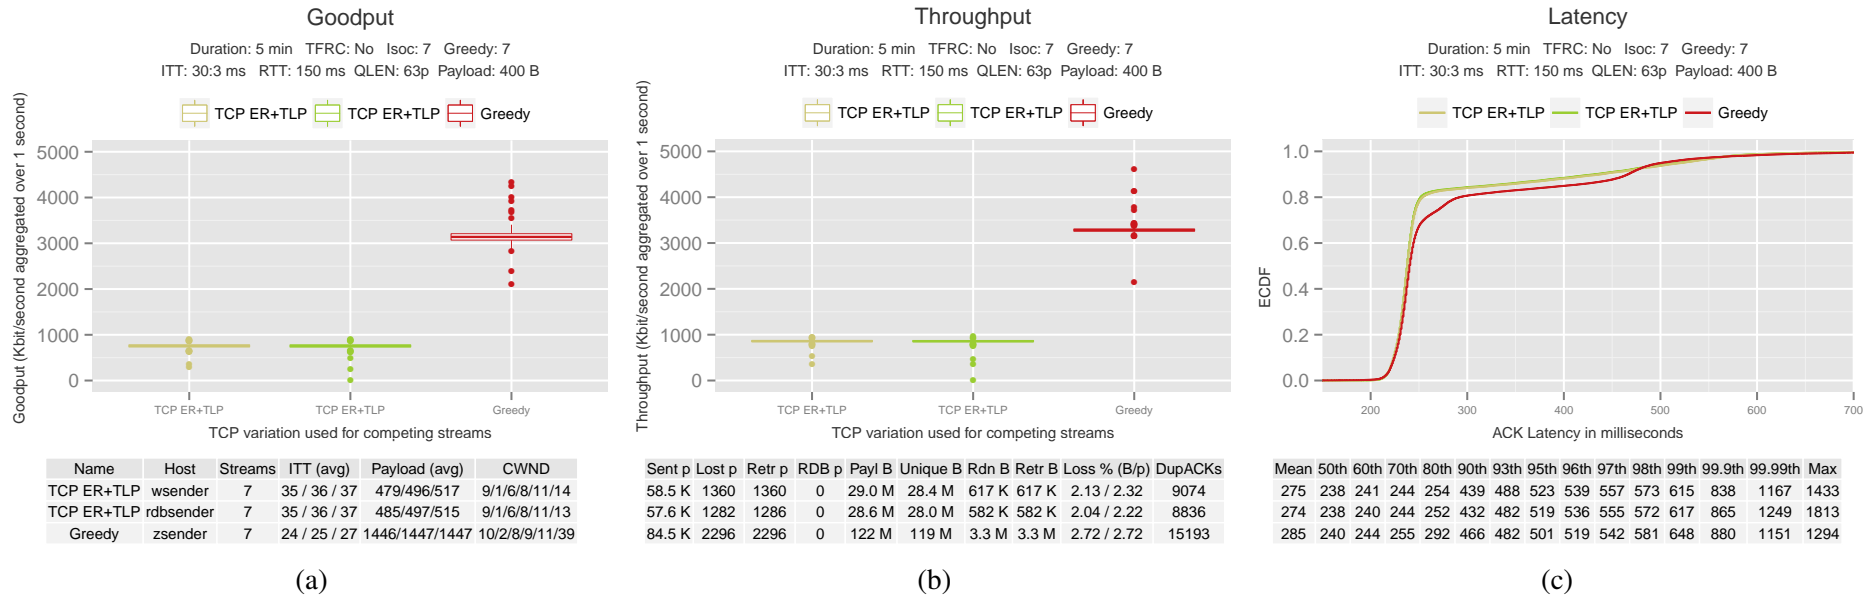 Goodput
Duration: 5 min TFRC: No Isoc: 7 Greedy: 7
ITT: 30:3 ms RTT: 150 ms QLEN: 63p Payload: 400 B
TCP ER+TLP TCP ER+TLP Greedy
Goodput (Kbit/second aggregated over 1 second)
5000
4000
3000
2000
1000
0
TCP ER+TLP TCP ER+TLP Greedy
TCP variation used for competing streams
Name Host Streams ITT (avg) Payload (avg) CWND
TCP ER+TLP wsender 7 35 / 36 / 37 479/496/517 9/1/6/8/11/14
TCP ER+TLP rdbsender 7 35 / 36 / 37 485/497/515 9/1/6/8/11/13
Greedy zsender 7 24 / 25 / 27 1446/1447/1447 10/2/8/9/11/39
(a)
Throughput
Duration: 5 min TFRC: No Isoc: 7 Greedy: 7
ITT: 30:3 ms RTT: 150 ms QLEN: 63p Payload: 400 B
TCP ER+TLP TCP ER+TLP Greedy
Throughput (Kbit/second aggregated over 1 second)
5000
4000
3000
2000
1000
0
TCP ER+TLP TCP ER+TLP Greedy
TCP variation used for competing streams
Sent p Lost p Retr p RDB p Payl B Unique B Rdn B Retr B Loss % (B/p) DupACKs
58.5 K 1360 1360 0 29.0 M 28.4 M 617 K 617 K 2.13 / 2.32 9074
57.6 K 1282 1286 0 28.6 M 28.0 M 582 K 582 K 2.04 / 2.22 8836
84.5 K 2296 2296 0 122 M 119 M 3.3 M 3.3 M 2.72 / 2.72 15193
(b)
Latency
Duration: 5 min TFRC: No Isoc: 7 Greedy: 7
ITT: 30:3 ms RTT: 150 ms QLEN: 63p Payload: 400 B
TCP ER+TLP TCP ER+TLP Greedy
ECDF
1.0
0.8
0.6
0.4
0.2
0.0
200 300 400 500 600 700
ACK Latency in milliseconds
Mean 50th 60th 70th 80th 90th 93th 95th 96th 97th 98th 99th 99.9th 99.99th Max
275 238 241 244 254 439 488 523 539 557 573 615 838 1167 1433
274 238 240 244 252 432 482 519 536 555 572 617 865 1249 1813
285 240 244 255 292 466 482 501 519 542 581 648 880 1151 1294
(c)